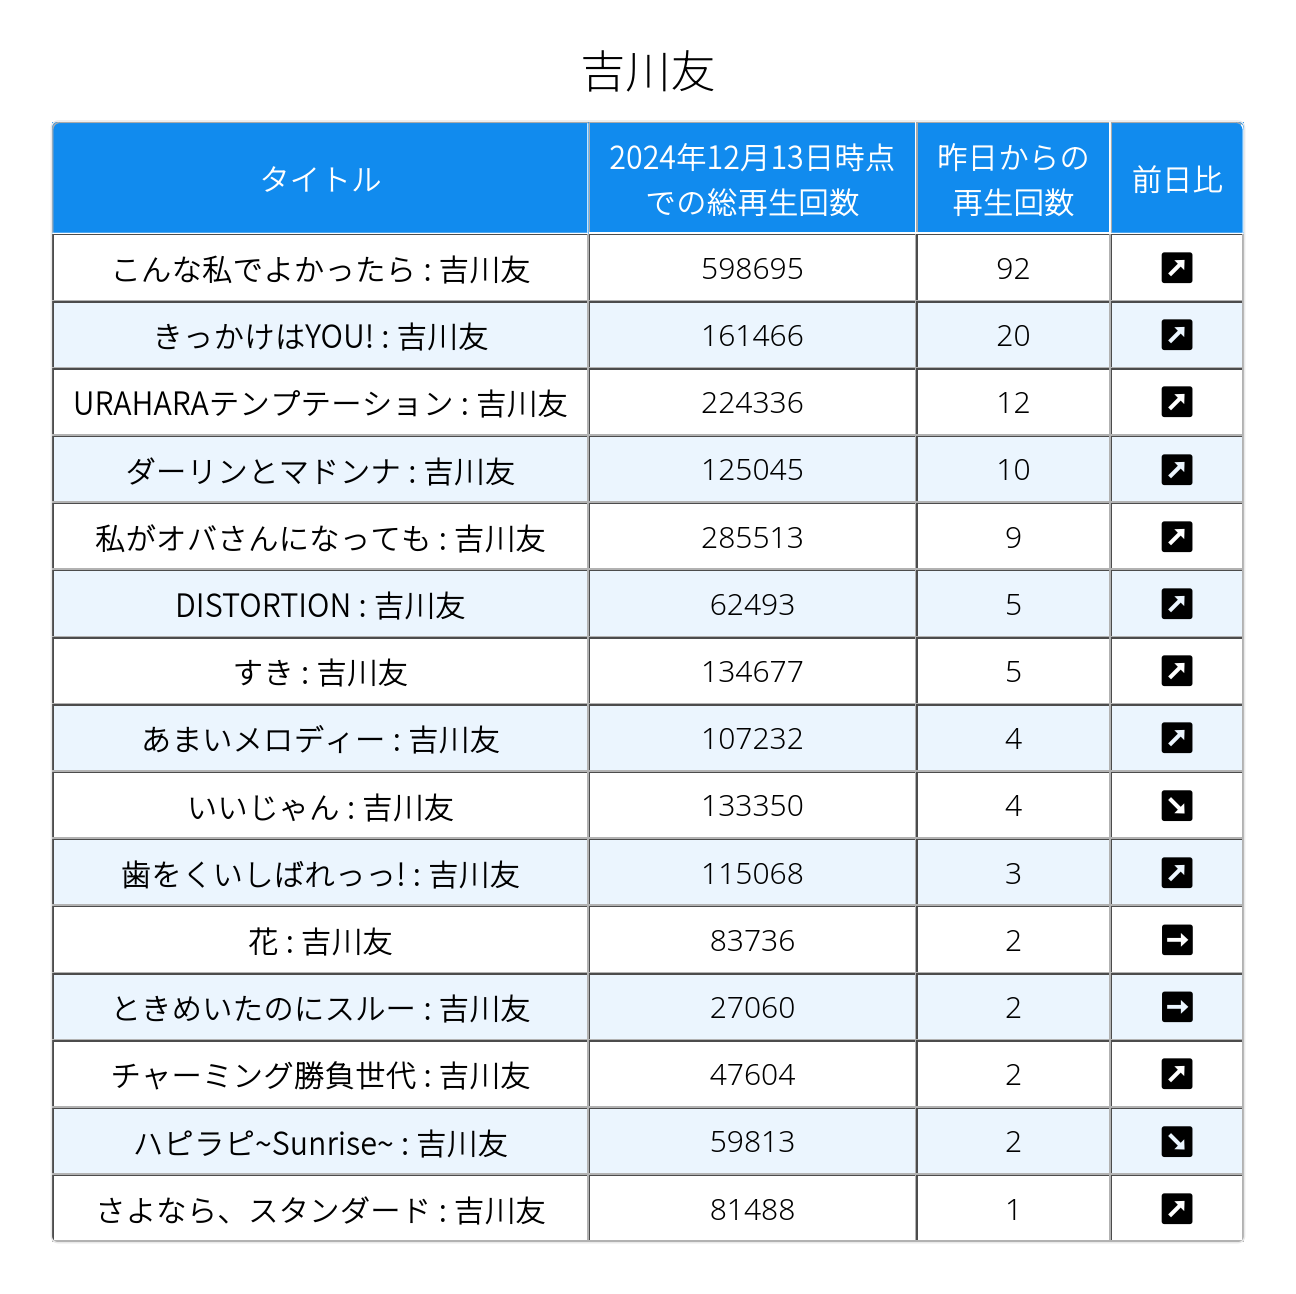 吉川友
タイトル 2024年12月13日時点での総再生回数 昨日からの再生回数 前日比
こんな私でよかったら : 吉川友 598695 92 ↗
きっかけはYOU! : 吉川友 161466 20 ↗
URAHARAテンプテーション : 吉川友 224336 12 ↗
ダーリンとマドンナ : 吉川友 125045 10 ↗
私がオバさんになっても : 吉川友 285513 9 ↗
DISTORTION : 吉川友 62493 5 ↗
すき : 吉川友 134677 5 ↗
あまいメロディー : 吉川友 107232 4 ↗
いいじゃん : 吉川友 133350 4 ↘
歯をくいしばれっっ! : 吉川友 115068 3 ↗
花 : 吉川友 83736 2 →
ときめいたのにスルー : 吉川友 27060 2 →
チャーミング勝負世代 : 吉川友 47604 2 ↗
ハピラピ~Sunrise~ : 吉川友 59813 2 ↘
さよなら、スタンダード : 吉川友 81488 1 ↗